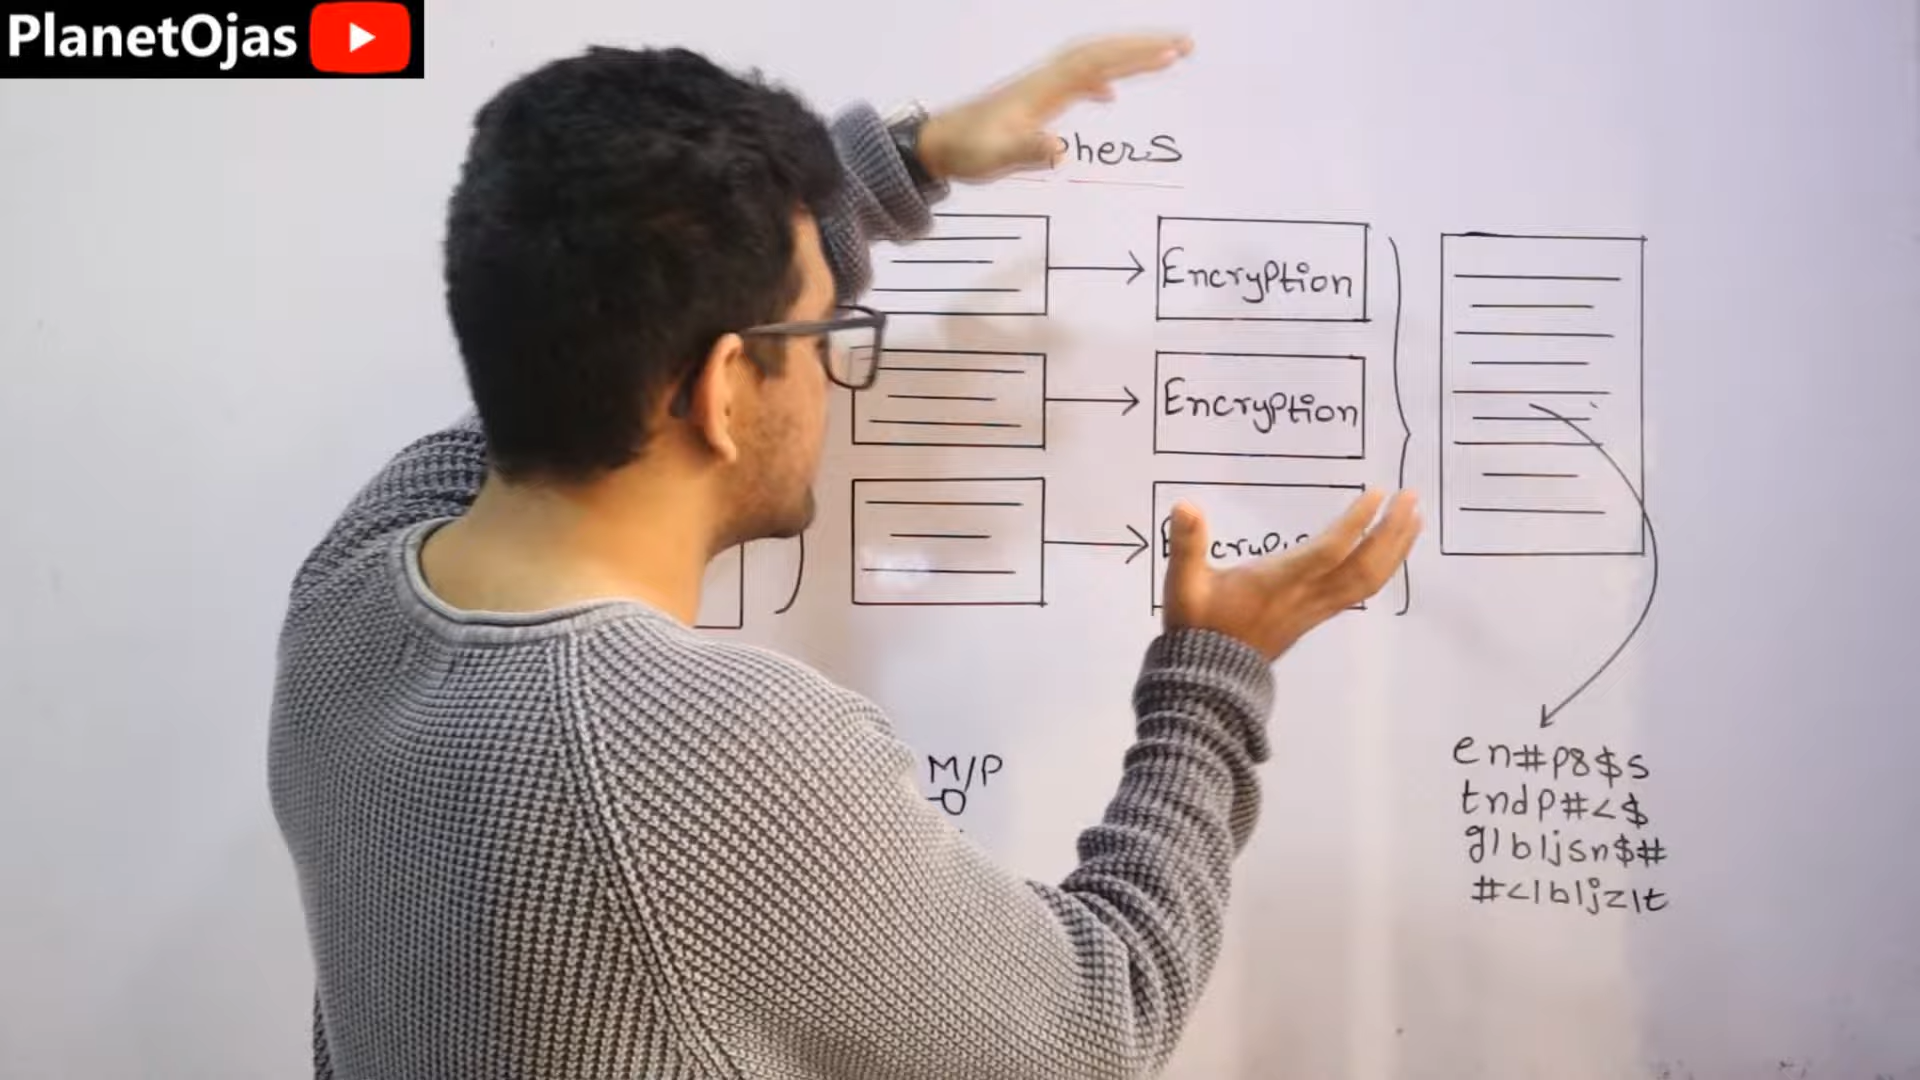 PlanetOjas
phers
Encryption
Encryption
M/P
en#p8$s
tndp#<$
glbljsn$#
#<lbljzlt